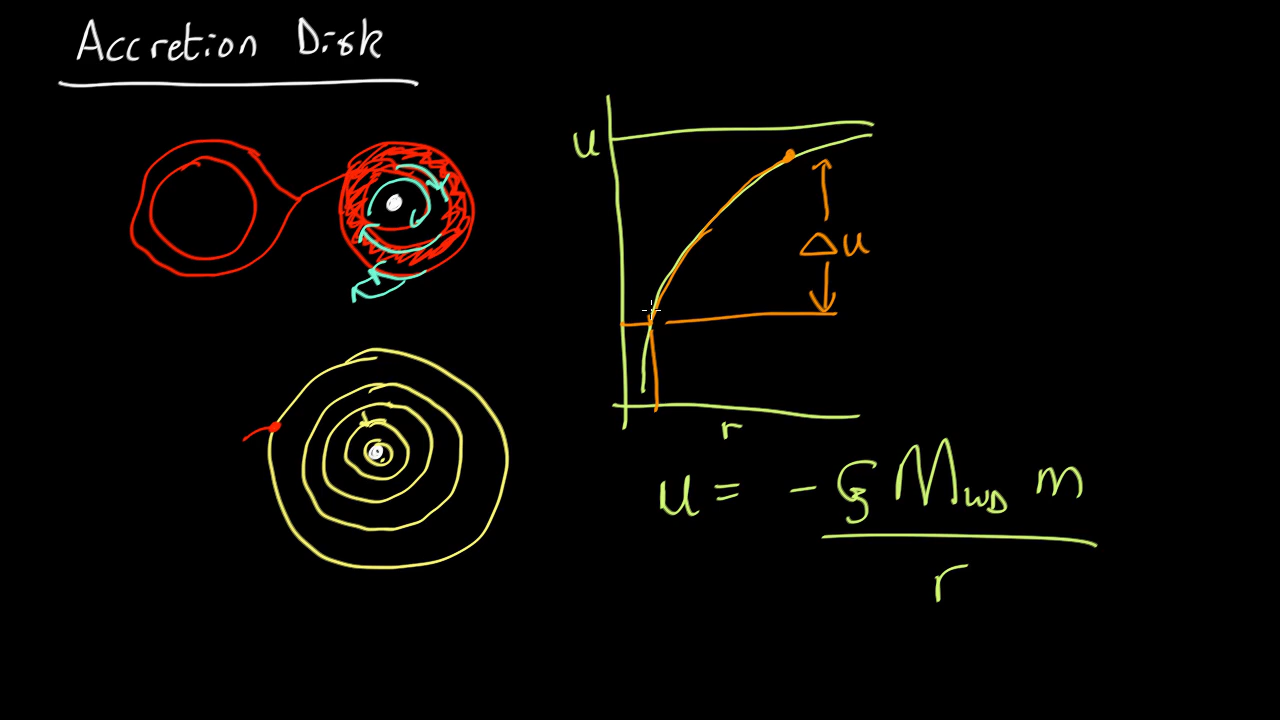 Accretion Disk
u
Δu
r
u = - G M_WD m
r